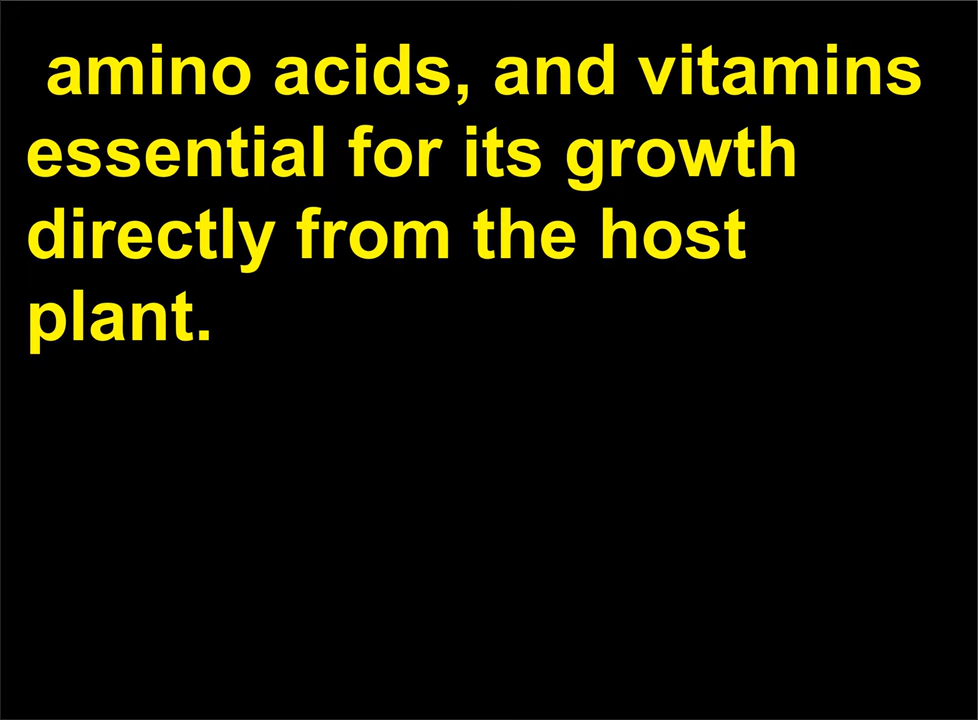 amino acids, and vitamins
essential for its growth
directly from the host
plant.